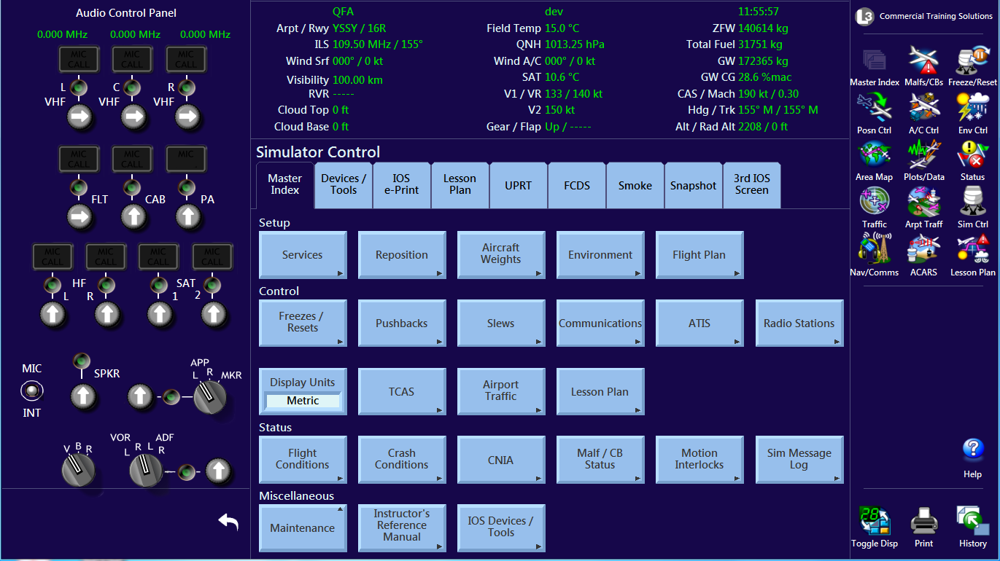 Audio Control Panel
0.000 MHz 0.000 MHz 0.000 MHz
MIC CALL MIC CALL MIC CALL
L C R
VHF VHF VHF
MIC CALL MIC CALL MIC
FLT CAB PA
MIC CALL MIC CALL MIC CALL MIC CALL
HF SAT
L R 1 2
MIC
INT
SPKR
APP
L R MKR
V B R
VOR ADF
L R L R
QFA dev 11:55:57
Arpt / Rwy YSSY / 16R
ILS 109.50 MHz / 155°
Wind Srf 000° / 0 kt
Visibility 100.00 km
RVR -----
Cloud Top 0 ft
Cloud Base 0 ft
Field Temp 15.0 °C
QNH 1013.25 hPa
Wind A/C 000° / 0 kt
SAT 10.6 °C
V1 / VR 133 / 140 kt
V2 150 kt
Gear / Flap Up / -----
ZFW 140614 kg
Total Fuel 31751 kg
GW 172365 kg
GW CG 28.6 %mac
CAS / Mach 190 kt / 0.30
Hdg / Trk 155° M / 155° M
Alt / Rad Alt 2208 / 0 ft
Simulator Control
Master Index
Devices / Tools
IOS e-Print
Lesson Plan
UPRT
FCDS
Smoke
Snapshot
3rd IOS Screen
Setup
Services
Reposition
Aircraft Weights
Environment
Flight Plan
Control
Freezes / Resets
Pushbacks
Slews
Communications
ATIS
Radio Stations
Display Units
Metric
TCAS
Airport Traffic
Lesson Plan
Status
Flight Conditions
Crash Conditions
CNIA
Malf / CB Status
Motion Interlocks
Sim Message Log
Miscellaneous
Maintenance
Instructor's Reference Manual
IOS Devices / Tools
L3 Commercial Training Solutions
Master Index Malfs/CBs Freeze/Reset
Posn Ctrl A/C Ctrl Env Ctrl
Area Map Plots/Data Status
Traffic Arpt Traff Sim Ctrl
Nav/Comms ACARS Lesson Plan
Help
28
Toggle Disp Print History